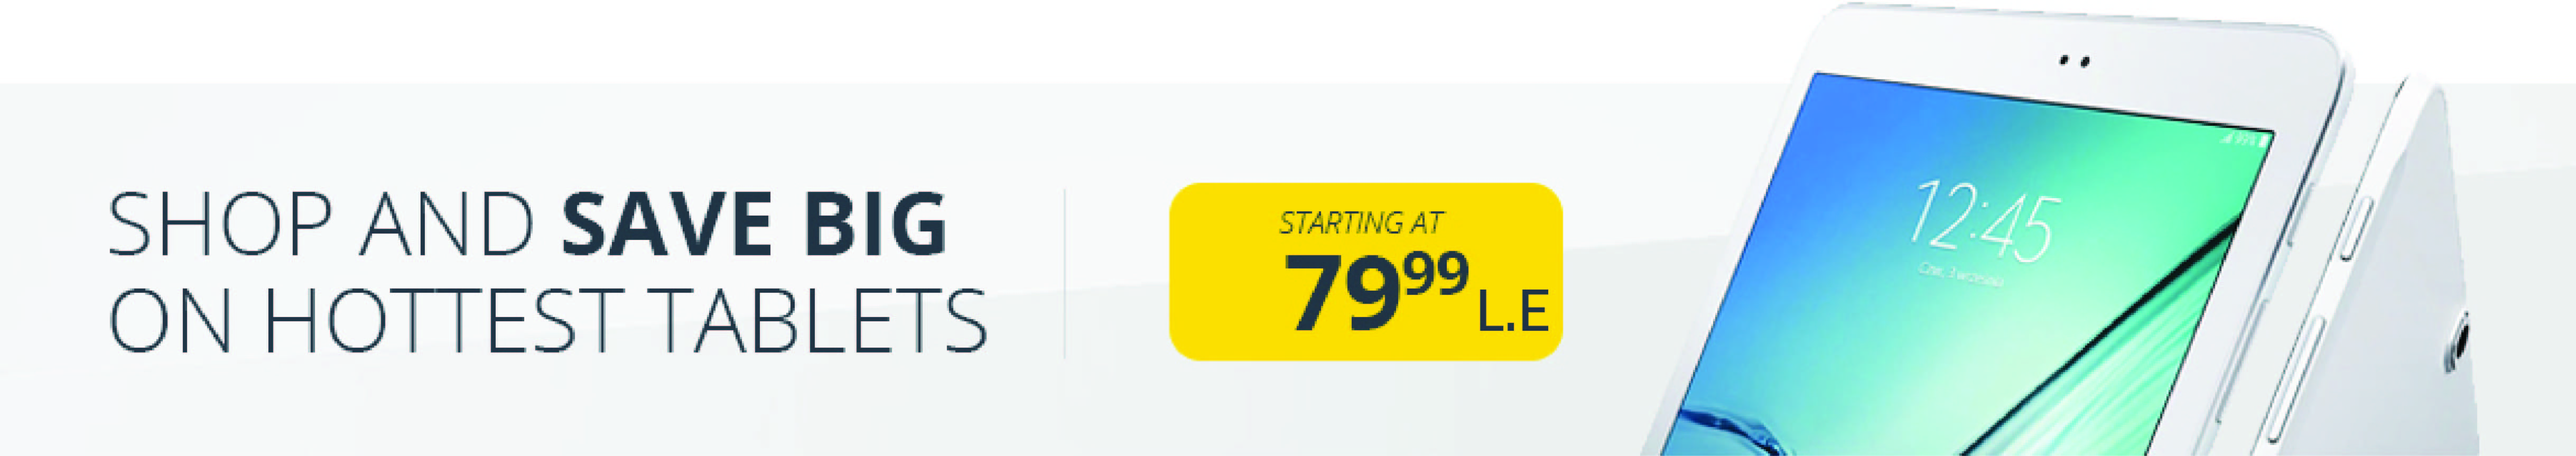 SHOP AND SAVE BIG
ON HOTTEST TABLETS
STARTING AT
79⁹⁹ L.E
12:45